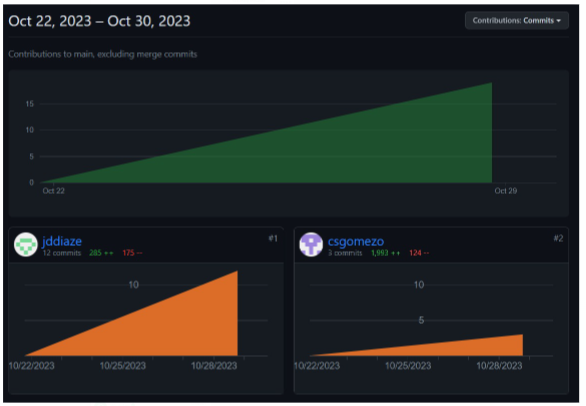 Oct 22, 2023 – Oct 30, 2023
Contributions: Commits
Contributions to main, excluding merge commits
15
10
5
0
Oct 22
Oct 29
jddiaze
#1
12 commits 285 ++ 175 --
10
10/22/2023 10/25/2023 10/28/2023
csgomezo
#2
3 commits 1,993 ++ 124 --
10
5
10/22/2023 10/25/2023 10/28/2023